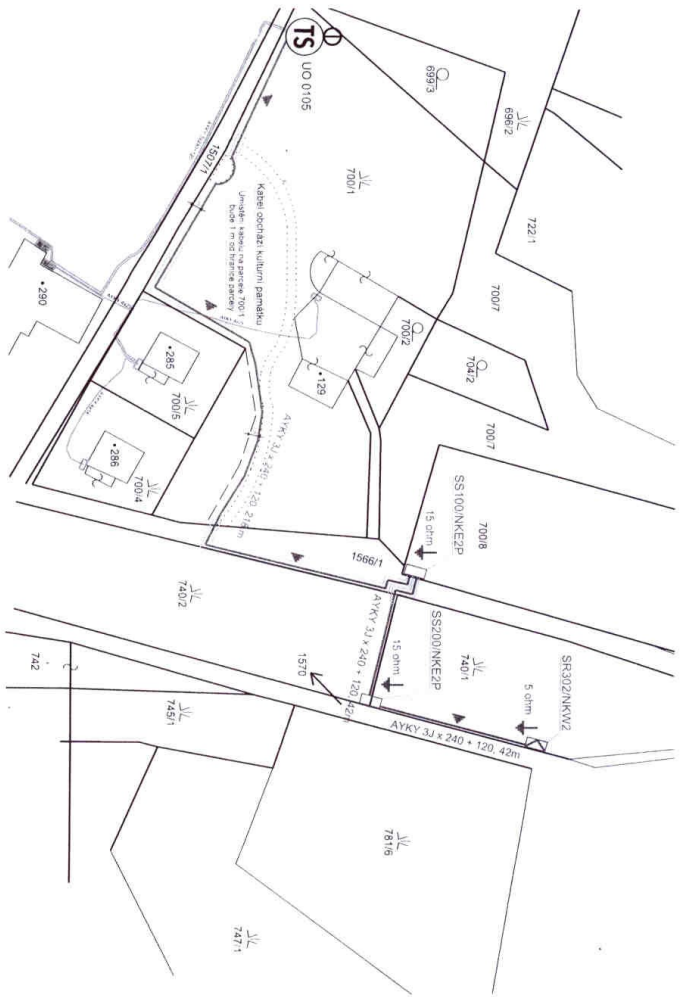 TS
UO 0105
699/3
696/2
722/1
700/1
1507/1
Kabel obchází kulturní památku
Umístění kabelu na parcele 700/1
bude 1 m od hranice parcely
700/7
700/2
704/2
•129
•290
•285
700/5
•286
700/4
700/7
AYKY 3J x 240 + 120, 218m
SS100/NKE2P
15 ohm
700/8
1566/1
740/2
AYKY 3J x 240 + 120, 42m
SS200/NKE2P
15 ohm
740/1
SR302/NKW2
5 ohm
1570
AYKY 3J x 240 + 120, 42m
742
745/1
781/6
747/1